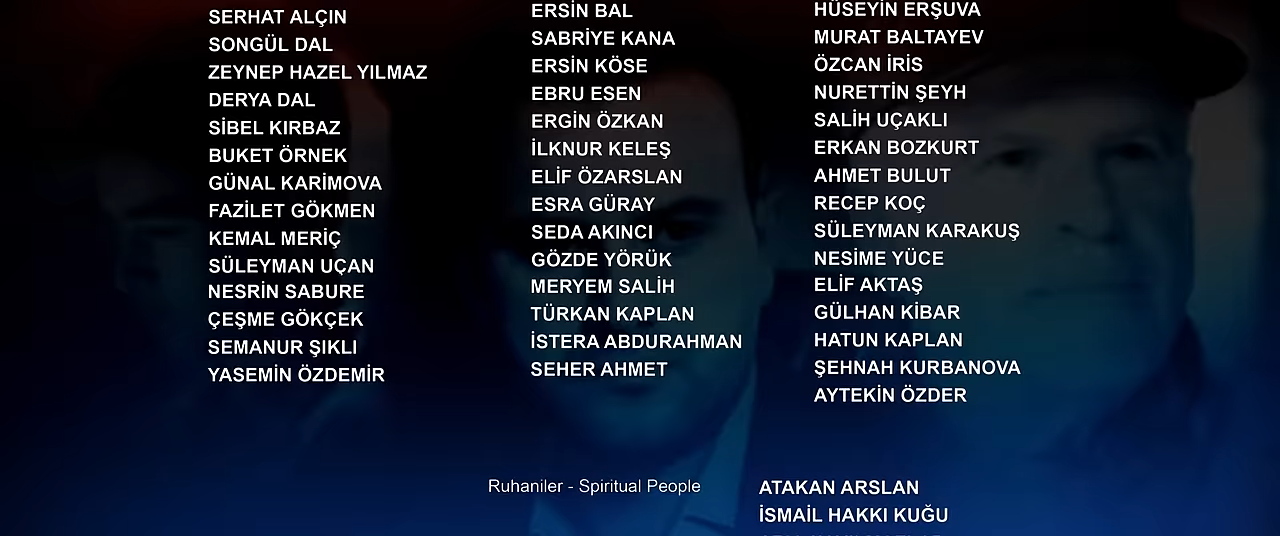 SERHAT ALÇIN
SONGÜL DAL
ZEYNEP HAZEL YILMAZ
DERYA DAL
SİBEL KIRBAZ
BUKET ÖRNEK
GÜNAL KARİMOVA
FAZİLET GÖKMEN
KEMAL MERİÇ
SÜLEYMAN UÇAN
NESRİN SABURE
ÇEŞME GÖKÇEK
SEMANUR ŞIKLI
YASEMİN ÖZDEMİR
ERSİN BAL
SABRİYE KANA
ERSİN KÖSE
EBRU ESEN
ERGİN ÖZKAN
İLKNUR KELEŞ
ELİF ÖZARSLAN
ESRA GÜRAY
SEDA AKINCI
GÖZDE YÖRÜK
MERYEM SALİH
TÜRKAN KAPLAN
İSTERA ABDURAHMAN
SEHER AHMET
HÜSEYİN ERŞUVA
MURAT BALTAYEV
ÖZCAN İRİS
NURETTİN ŞEYH
SALİH UÇAKLI
ERKAN BOZKURT
AHMET BULUT
RECEP KOÇ
SÜLEYMAN KARAKUŞ
NESİME YÜCE
ELİF AKTAŞ
GÜLHAN KİBAR
HATUN KAPLAN
ŞEHNAH KURBANOVA
AYTEKİN ÖZDER
Ruhaniler - Spiritual People
ATAKAN ARSLAN
İSMAİL HAKKI KUĞU